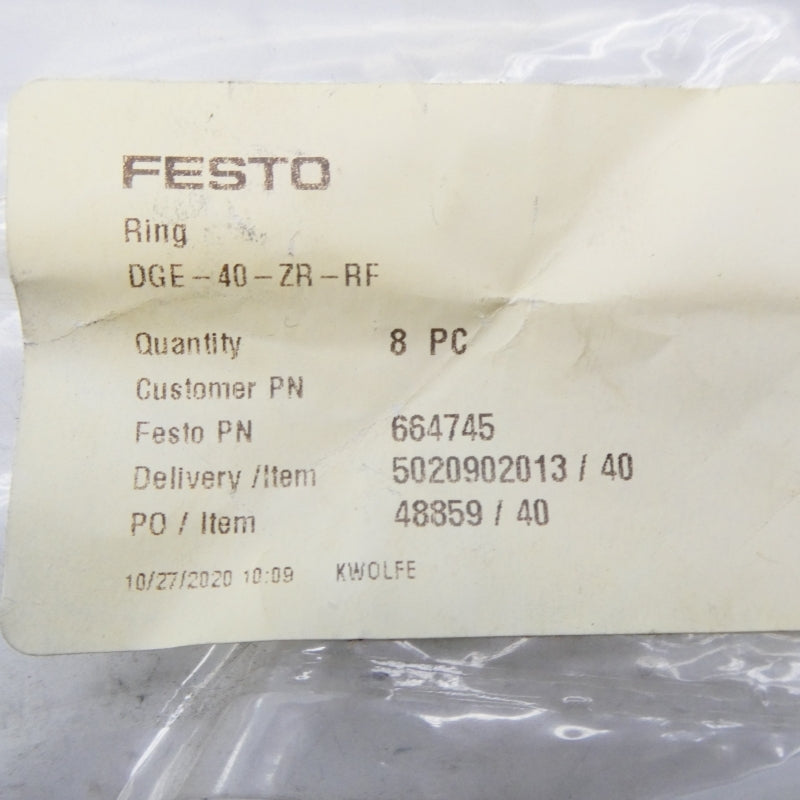 FESTO
Ring
DGE-40-ZR-RF
Quantity 8 PC
Customer PN
Festo PN 664745
Delivery /Item 5020902013 / 40
PO / Item 48859 / 40
10/27/2020 10:09 KWOLFE